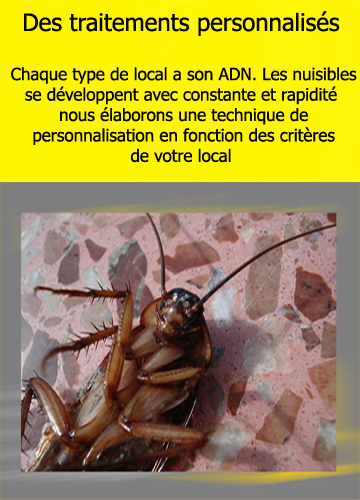 Des traitements personnalisés
Chaque type de local a son ADN. Les nuisibles
se développent avec constante et rapidité
nous élaborons une technique de
personnalisation en fonction des critères
de votre local